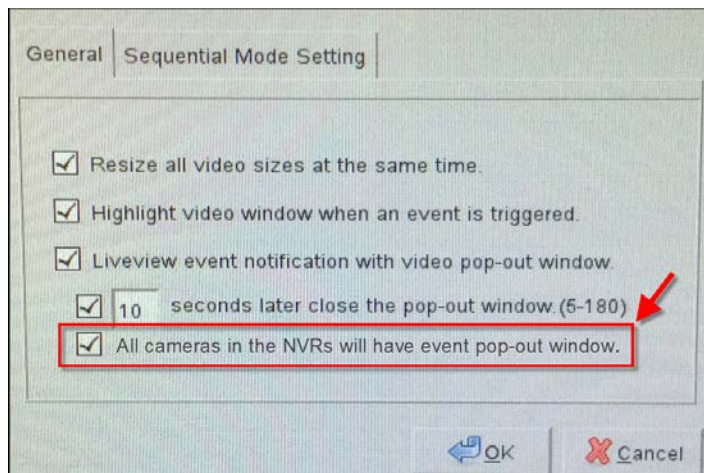 General Sequential Mode Setting
Resize all video sizes at the same time.
Highlight video window when an event is triggered.
Liveview event notification with video pop-out window.
10 seconds later close the pop-out window.(5-180)
All cameras in the NVRs will have event pop-out window.
OK Cancel